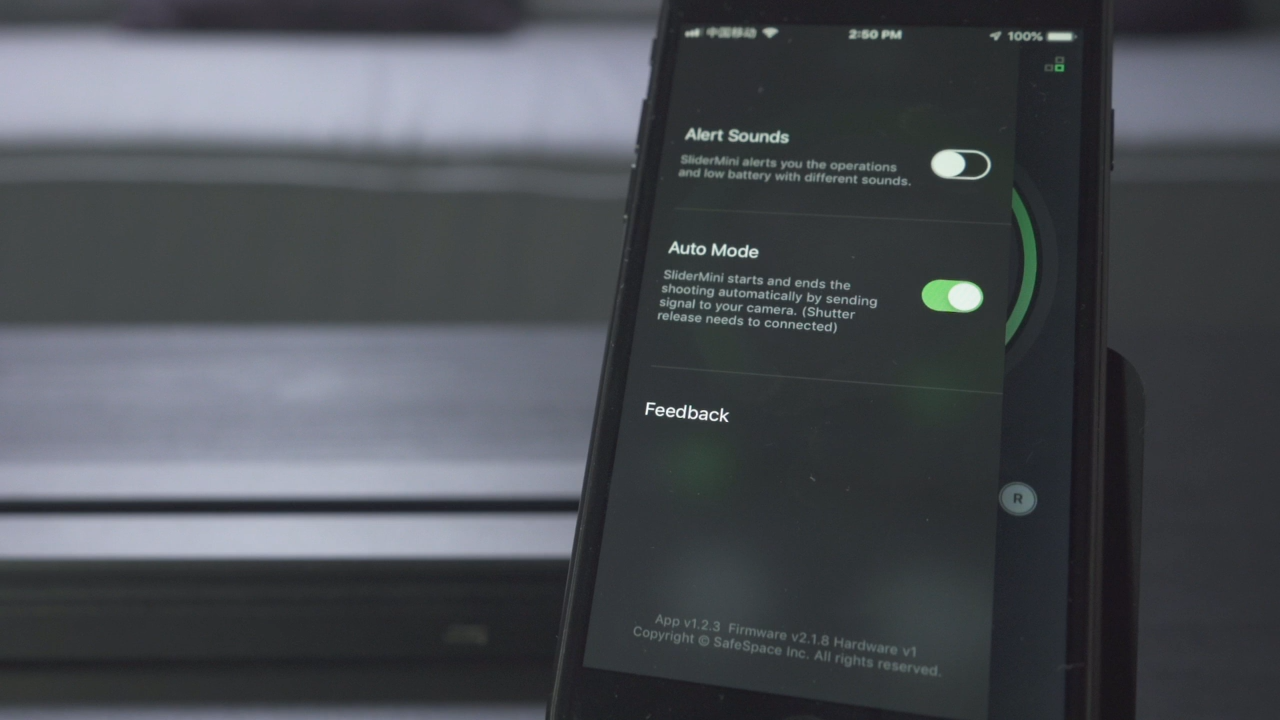 中国移动 2:50 PM 100%
Alert Sounds
SliderMini alerts you the operations
and low battery with different sounds.
Auto Mode
SliderMini starts and ends the
shooting automatically by sending
signal to your camera. (Shutter
release needs to connected)
Feedback
R
App v1.2.3 Firmware v2.1.8 Hardware v1
Copyright © SafeSpace Inc. All rights reserved.